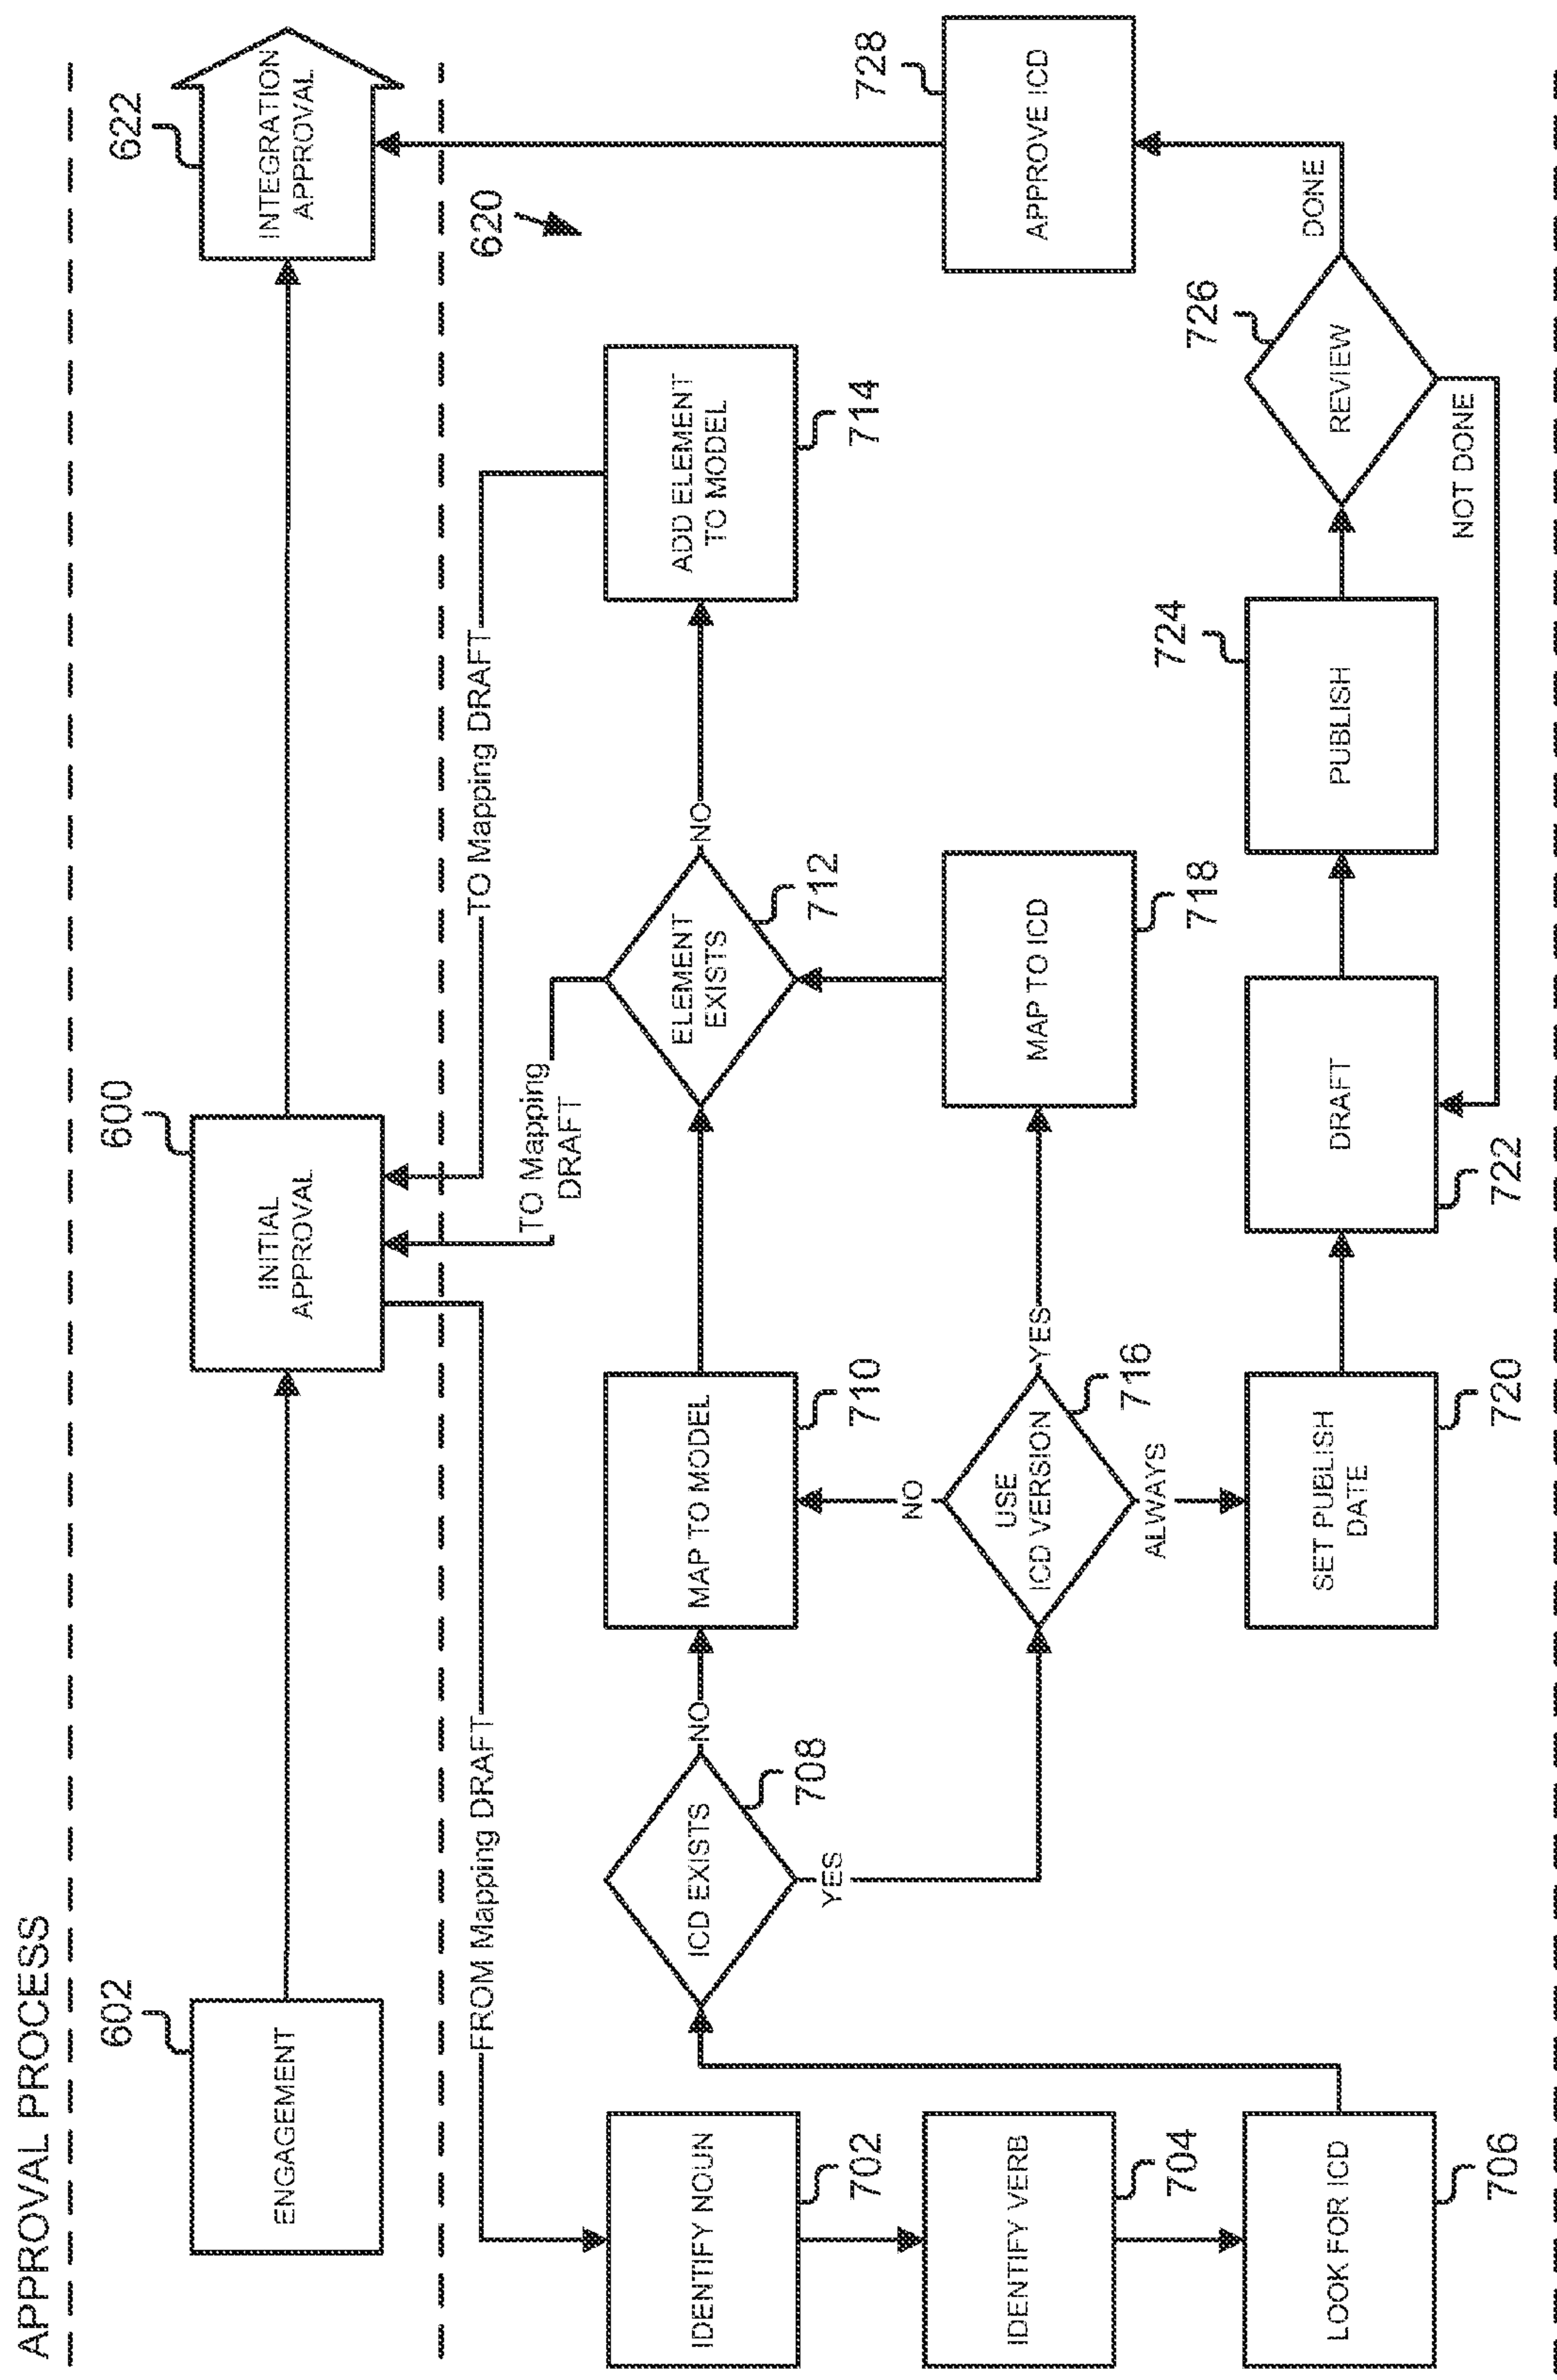 APPROVAL PROCESS
602
ENGAGEMENT
600
INITIAL
APPROVAL
622
INTEGRATION
APPROVAL
FROM Mapping DRAFT
TO Mapping DRAFT
620
TO Mapping
DRAFT
IDENTIFY NOUN
702
ICD EXISTS
708
NO
YES
MAP TO MODEL
710
ELEMENT
EXISTS
712
NO
ADD ELEMENT
TO MODEL
714
IDENTIFY VERB
704
NO
USE
ICD VERSION
716
YES
ALWAYS
MAP TO ICD
718
728
APPROVE ICD
LOOK FOR ICD
706
SET PUBLISH
DATE
720
DRAFT
722
724
PUBLISH
726
REVIEW
DONE
NOT DONE